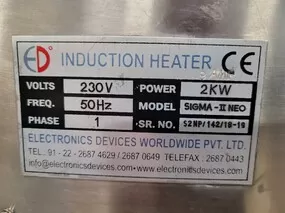 ED INDUCTION HEATER CE
VOLTS 230V POWER 2KW
FREQ. 50Hz MODEL SIGMA-II NEO
PHASE 1 SR. NO. S2NP/142/18-19
ELECTRONICS DEVICES WORLDWIDE PVT. LTD.
TEL. 91 - 22 - 2687 4629/2687 0649 TELEFAX : 2687 0443
info@electronicsdevices.com / www.electronicsdevices.com